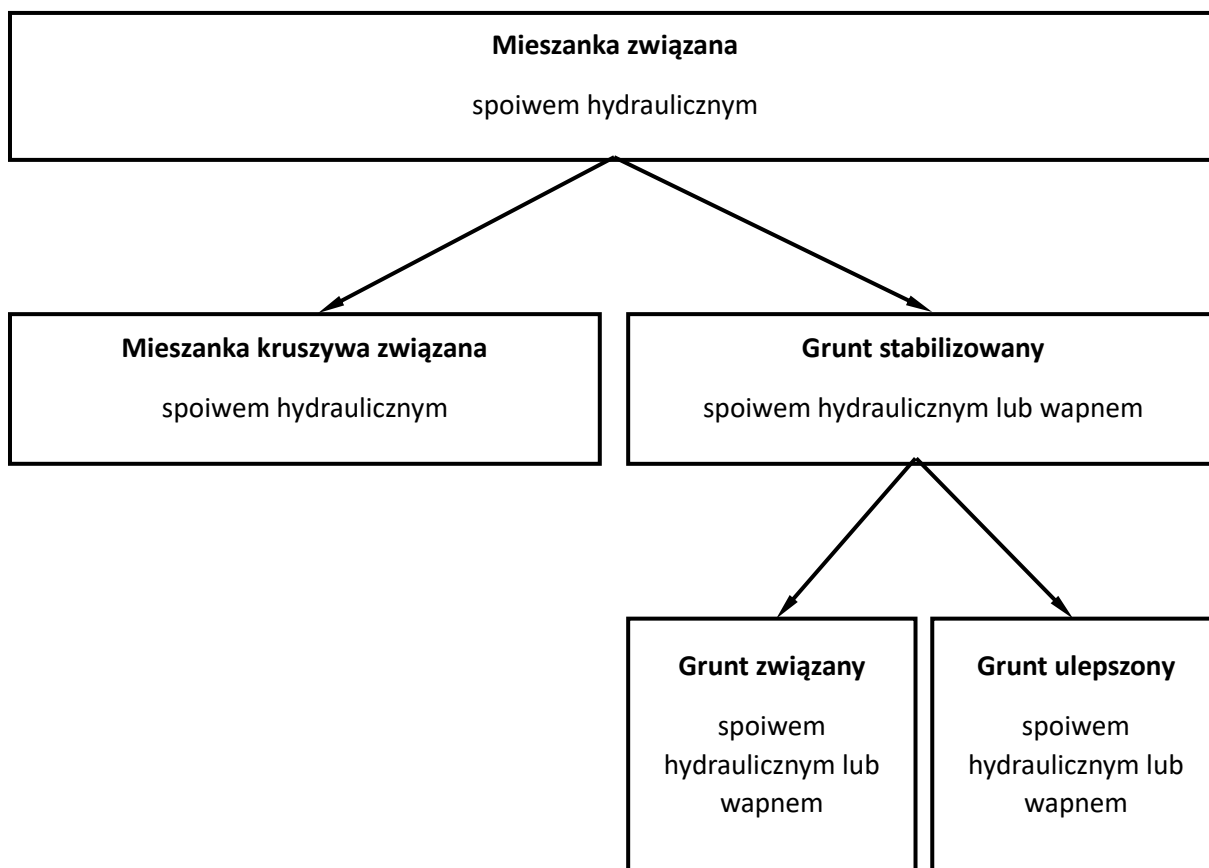 Mieszanka związana
spoiwem hydraulicznym
Mieszanka kruszywa związana
spoiwem hydraulicznym
Grunt stabilizowany
spoiwem hydraulicznym lub wapnem
Grunt związany
spoiwem
hydraulicznym lub
wapnem
Grunt ulepszony
spoiwem
hydraulicznym lub
wapnem